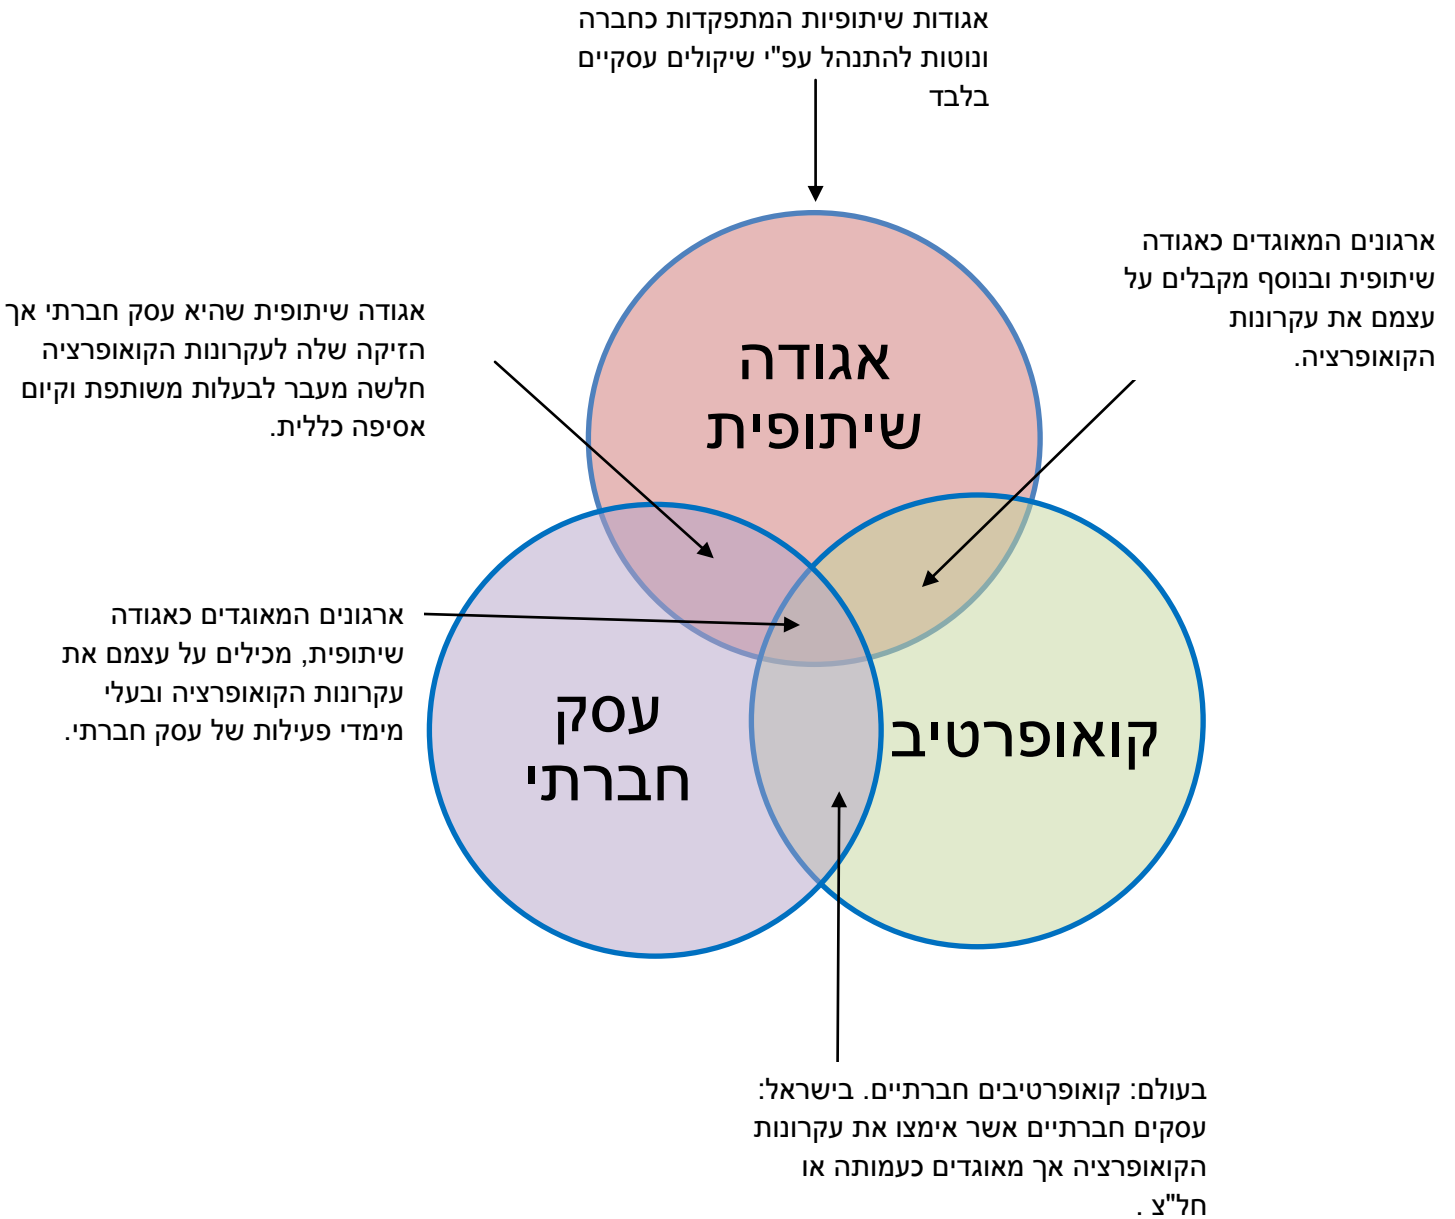 אגודות שיתופיות המתפקדות כחברה
ונוטות להתנהל עפ"י שיקולים עסקיים
בלבד
ארגונים המאוגדים כאגודה
שיתופית ובנוסף מקבלים על
עצמם את עקרונות
הקואופרציה.
אגודה שיתופית שהיא עסק חברתי אך
הזיקה שלה לעקרונות הקואופרציה
חלשה מעבר לבעלות משותפת וקיום
אסיפה כללית.
אגודה
שיתופית
ארגונים המאוגדים כאגודה
שיתופית, מכילים על עצמם את
עקרונות הקואופרציה ובעלי
מימדי פעילות של עסק חברתי.
קואופרטיב
עסק
חברתי
בעולם: קואופרטיבים חברתיים. בישראל:
עסקים חברתיים אשר אימצו את עקרונות
הקואופרציה אך מאוגדים כעמותה או
חל"צ .